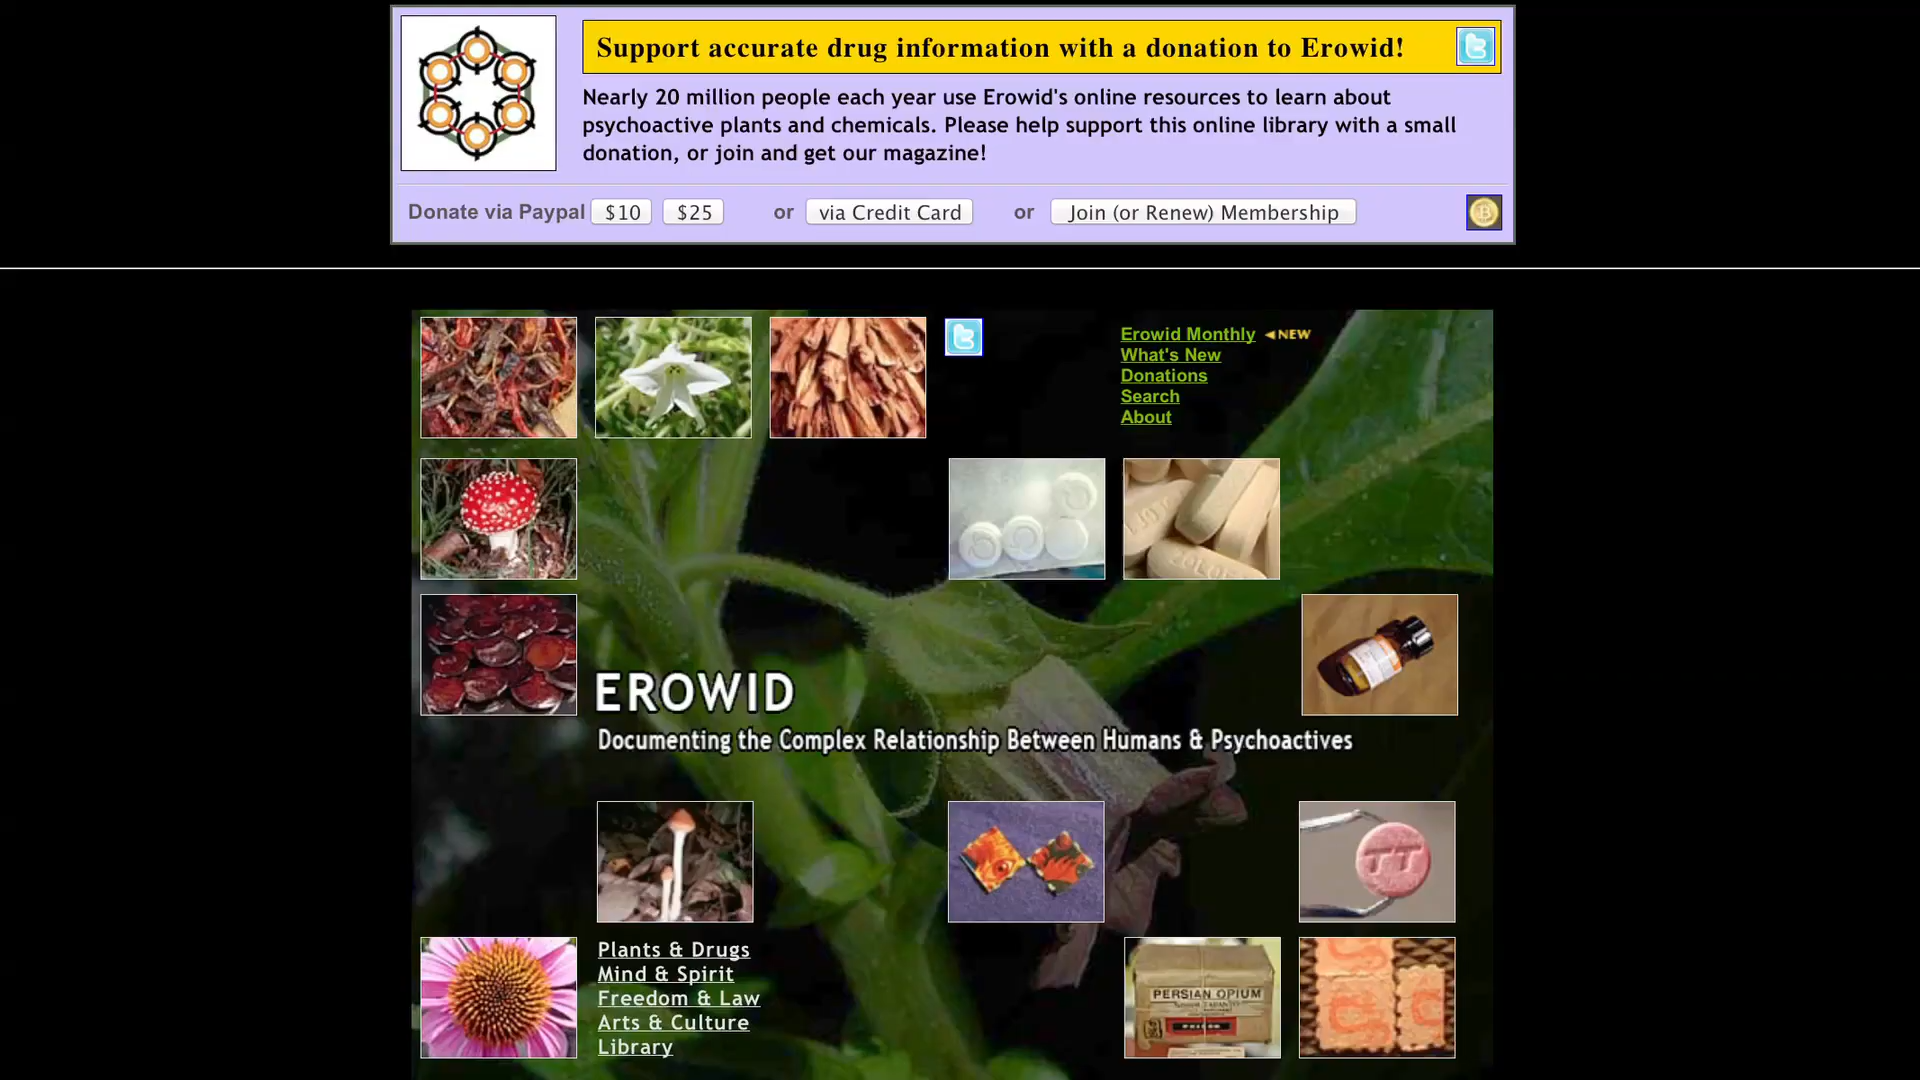 Support accurate drug information with a donation to Erowid!
Nearly 20 million people each year use Erowid's online resources to learn about
psychoactive plants and chemicals. Please help support this online library with a small
donation, or join and get our magazine!
Donate via Paypal $10 $25 or via Credit Card or Join (or Renew) Membership
Erowid Monthly NEW
What's New
Donations
Search
About
EROWID
Documenting the Complex Relationship Between Humans & Psychoactives
TT
Plants & Drugs
Mind & Spirit
Freedom & Law
Arts & Culture
Library
PERSIAN OPIUM